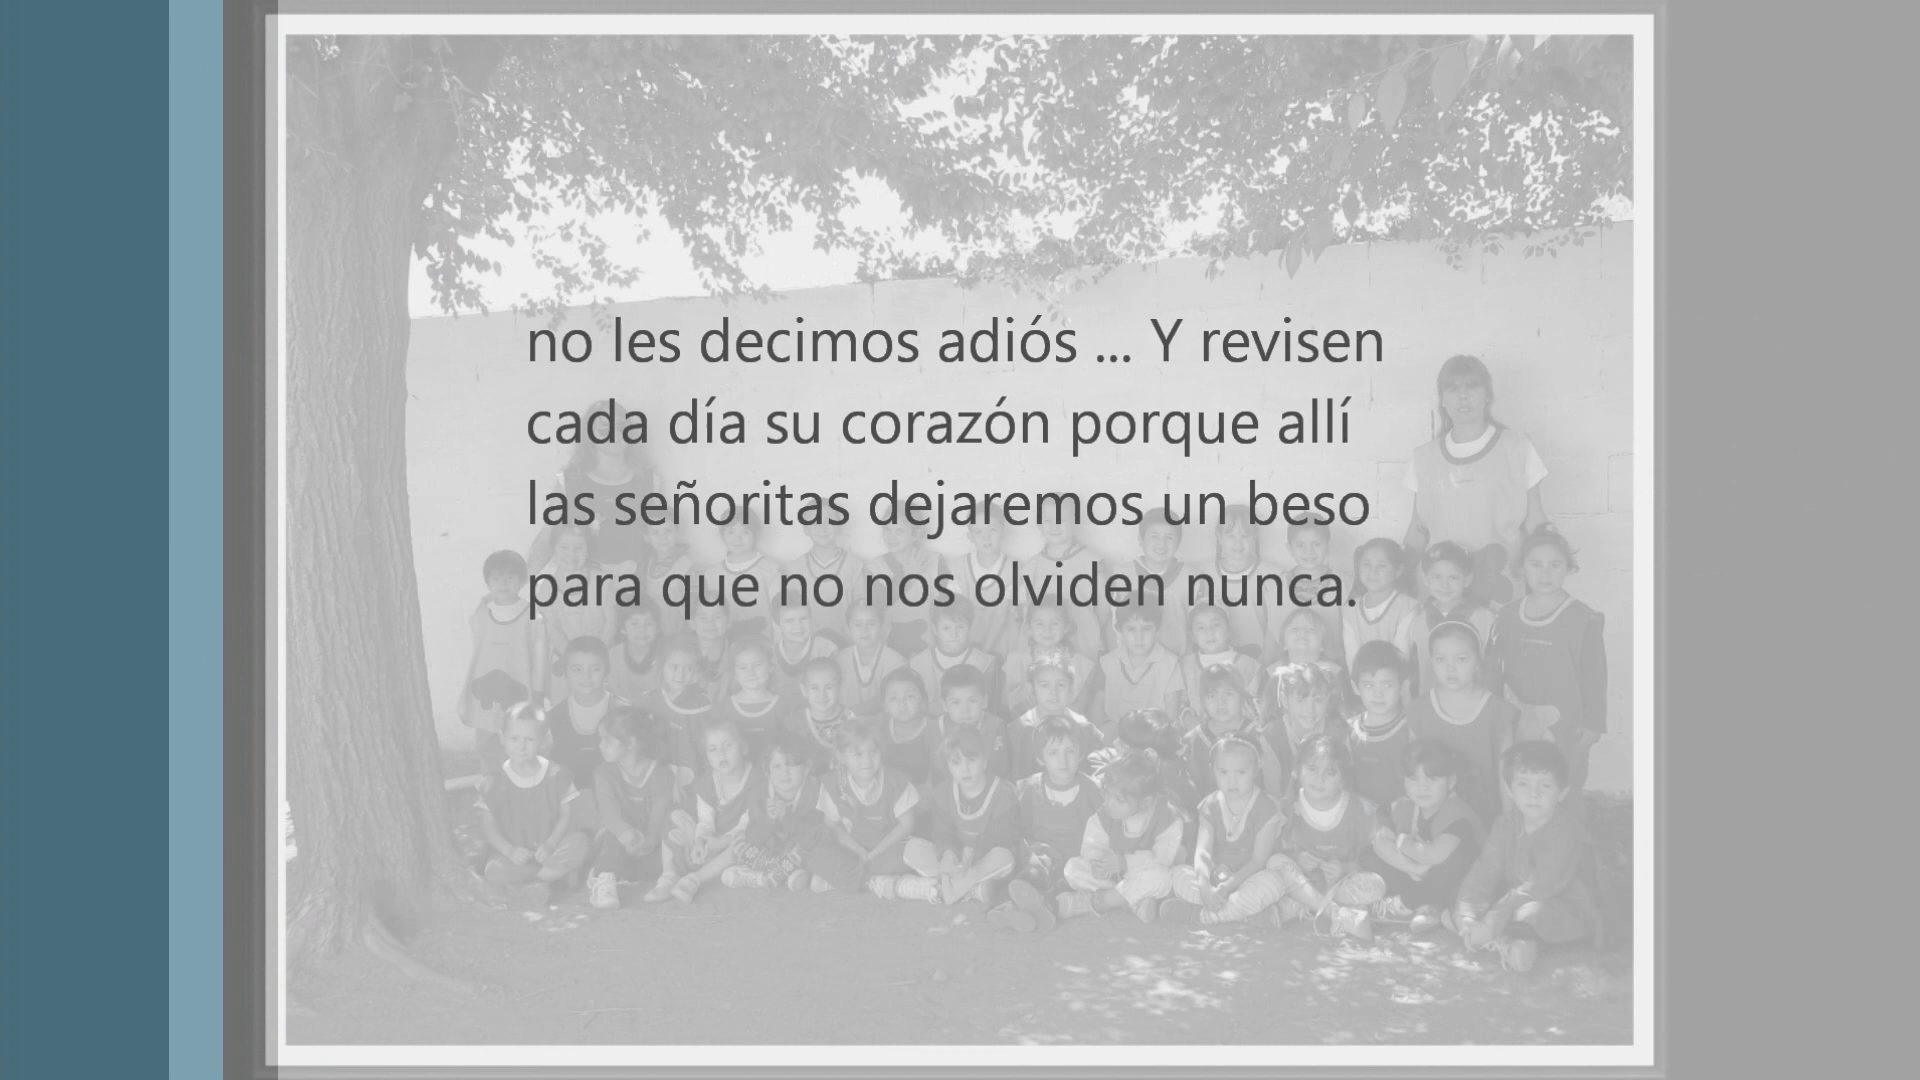 no les decimos adiós ... Y revisen
cada día su corazón porque allí
las señoritas dejaremos un beso
para que no nos olviden nunca.